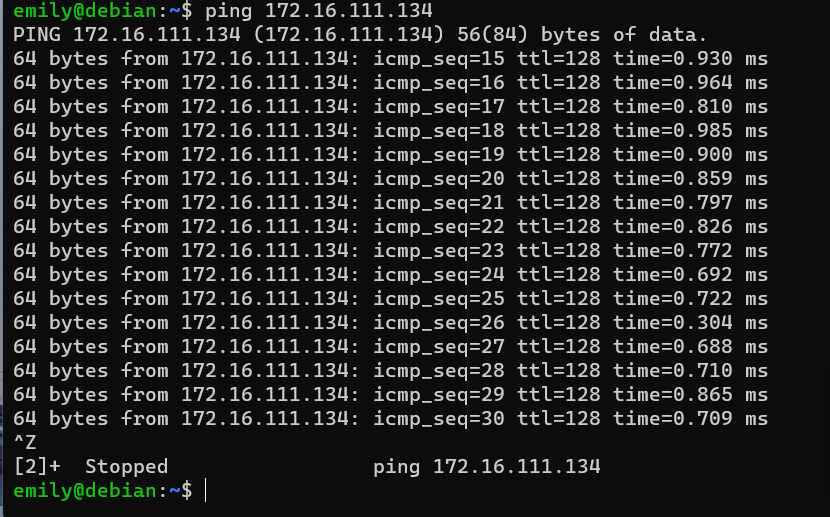 emily@debian:~$ ping 172.16.111.134
PING 172.16.111.134 (172.16.111.134) 56(84) bytes of data.
64 bytes from 172.16.111.134: icmp_seq=15 ttl=128 time=0.930 ms
64 bytes from 172.16.111.134: icmp_seq=16 ttl=128 time=0.964 ms
64 bytes from 172.16.111.134: icmp_seq=17 ttl=128 time=0.810 ms
64 bytes from 172.16.111.134: icmp_seq=18 ttl=128 time=0.985 ms
64 bytes from 172.16.111.134: icmp_seq=19 ttl=128 time=0.900 ms
64 bytes from 172.16.111.134: icmp_seq=20 ttl=128 time=0.859 ms
64 bytes from 172.16.111.134: icmp_seq=21 ttl=128 time=0.797 ms
64 bytes from 172.16.111.134: icmp_seq=22 ttl=128 time=0.826 ms
64 bytes from 172.16.111.134: icmp_seq=23 ttl=128 time=0.772 ms
64 bytes from 172.16.111.134: icmp_seq=24 ttl=128 time=0.692 ms
64 bytes from 172.16.111.134: icmp_seq=25 ttl=128 time=0.722 ms
64 bytes from 172.16.111.134: icmp_seq=26 ttl=128 time=0.304 ms
64 bytes from 172.16.111.134: icmp_seq=27 ttl=128 time=0.688 ms
64 bytes from 172.16.111.134: icmp_seq=28 ttl=128 time=0.710 ms
64 bytes from 172.16.111.134: icmp_seq=29 ttl=128 time=0.865 ms
64 bytes from 172.16.111.134: icmp_seq=30 ttl=128 time=0.709 ms
^Z
[2]+  Stopped                 ping 172.16.111.134
emily@debian:~$